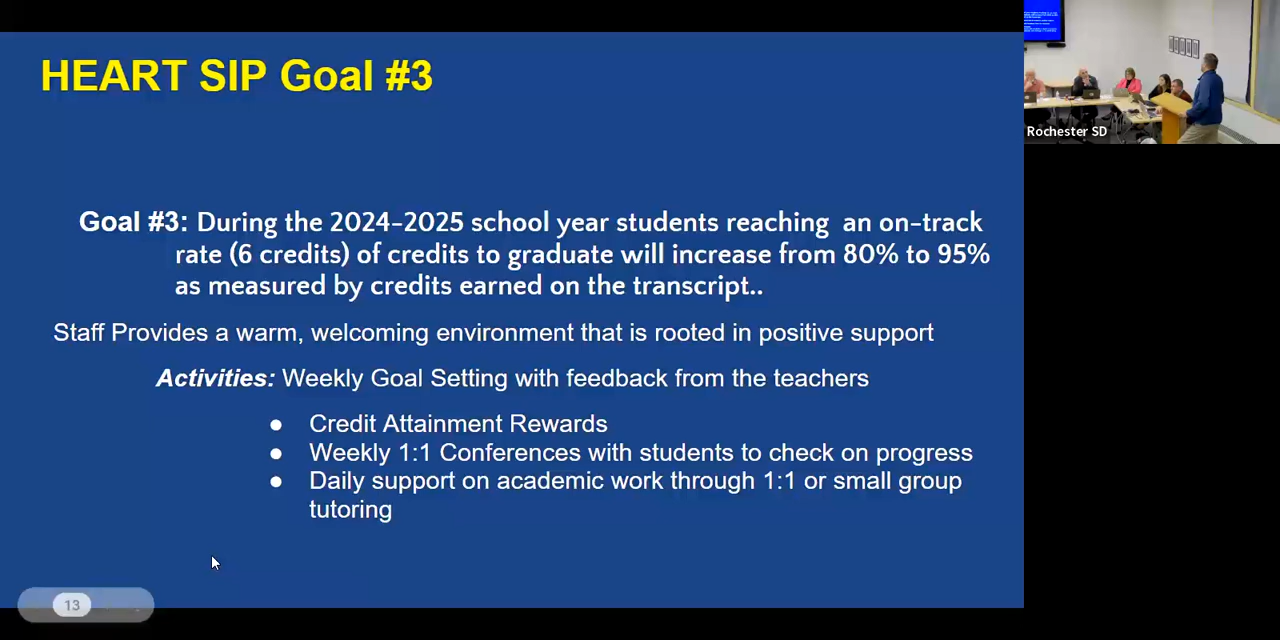 HEART SIP Goal #3
Goal #3: During the 2024-2025 school year students reaching an on-track
rate (6 credits) of credits to graduate will increase from 80% to 95%
as measured by credits earned on the transcript..
Staff Provides a warm, welcoming environment that is rooted in positive support
Activities: Weekly Goal Setting with feedback from the teachers
● Credit Attainment Rewards
● Weekly 1:1 Conferences with students to check on progress
● Daily support on academic work through 1:1 or small group
tutoring
13
Rochester SD